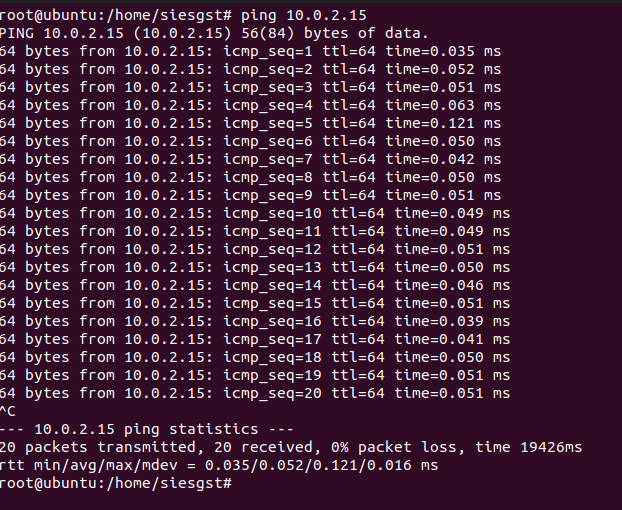 root@ubuntu:/home/siesgst# ping 10.0.2.15
PING 10.0.2.15 (10.0.2.15) 56(84) bytes of data.
64 bytes from 10.0.2.15: icmp_seq=1 ttl=64 time=0.035 ms
64 bytes from 10.0.2.15: icmp_seq=2 ttl=64 time=0.052 ms
64 bytes from 10.0.2.15: icmp_seq=3 ttl=64 time=0.051 ms
64 bytes from 10.0.2.15: icmp_seq=4 ttl=64 time=0.063 ms
64 bytes from 10.0.2.15: icmp_seq=5 ttl=64 time=0.121 ms
64 bytes from 10.0.2.15: icmp_seq=6 ttl=64 time=0.050 ms
64 bytes from 10.0.2.15: icmp_seq=7 ttl=64 time=0.042 ms
64 bytes from 10.0.2.15: icmp_seq=8 ttl=64 time=0.050 ms
64 bytes from 10.0.2.15: icmp_seq=9 ttl=64 time=0.051 ms
64 bytes from 10.0.2.15: icmp_seq=10 ttl=64 time=0.049 ms
64 bytes from 10.0.2.15: icmp_seq=11 ttl=64 time=0.049 ms
64 bytes from 10.0.2.15: icmp_seq=12 ttl=64 time=0.051 ms
64 bytes from 10.0.2.15: icmp_seq=13 ttl=64 time=0.050 ms
64 bytes from 10.0.2.15: icmp_seq=14 ttl=64 time=0.046 ms
64 bytes from 10.0.2.15: icmp_seq=15 ttl=64 time=0.051 ms
64 bytes from 10.0.2.15: icmp_seq=16 ttl=64 time=0.039 ms
64 bytes from 10.0.2.15: icmp_seq=17 ttl=64 time=0.041 ms
64 bytes from 10.0.2.15: icmp_seq=18 ttl=64 time=0.050 ms
64 bytes from 10.0.2.15: icmp_seq=19 ttl=64 time=0.051 ms
64 bytes from 10.0.2.15: icmp_seq=20 ttl=64 time=0.051 ms
^C
--- 10.0.2.15 ping statistics ---
20 packets transmitted, 20 received, 0% packet loss, time 19426ms
rtt min/avg/max/mdev = 0.035/0.052/0.121/0.016 ms
root@ubuntu:/home/siesgst#